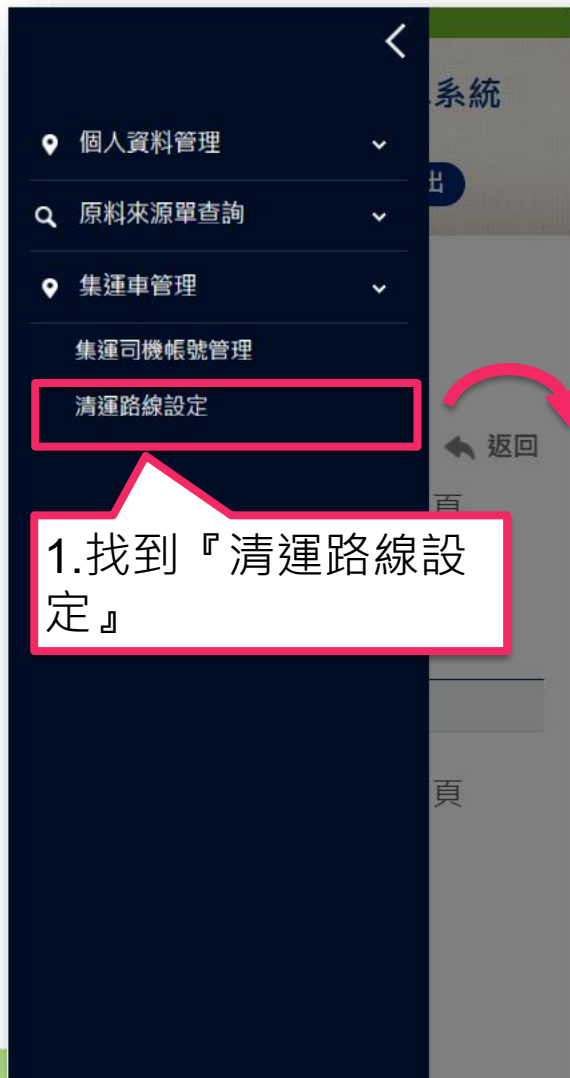 系統
個人資料管理
出
原料來源單查詢
集運車管理
集運司機帳號管理
清運路線設定
返回
頁
1.找到『清運路線設
定』
頁